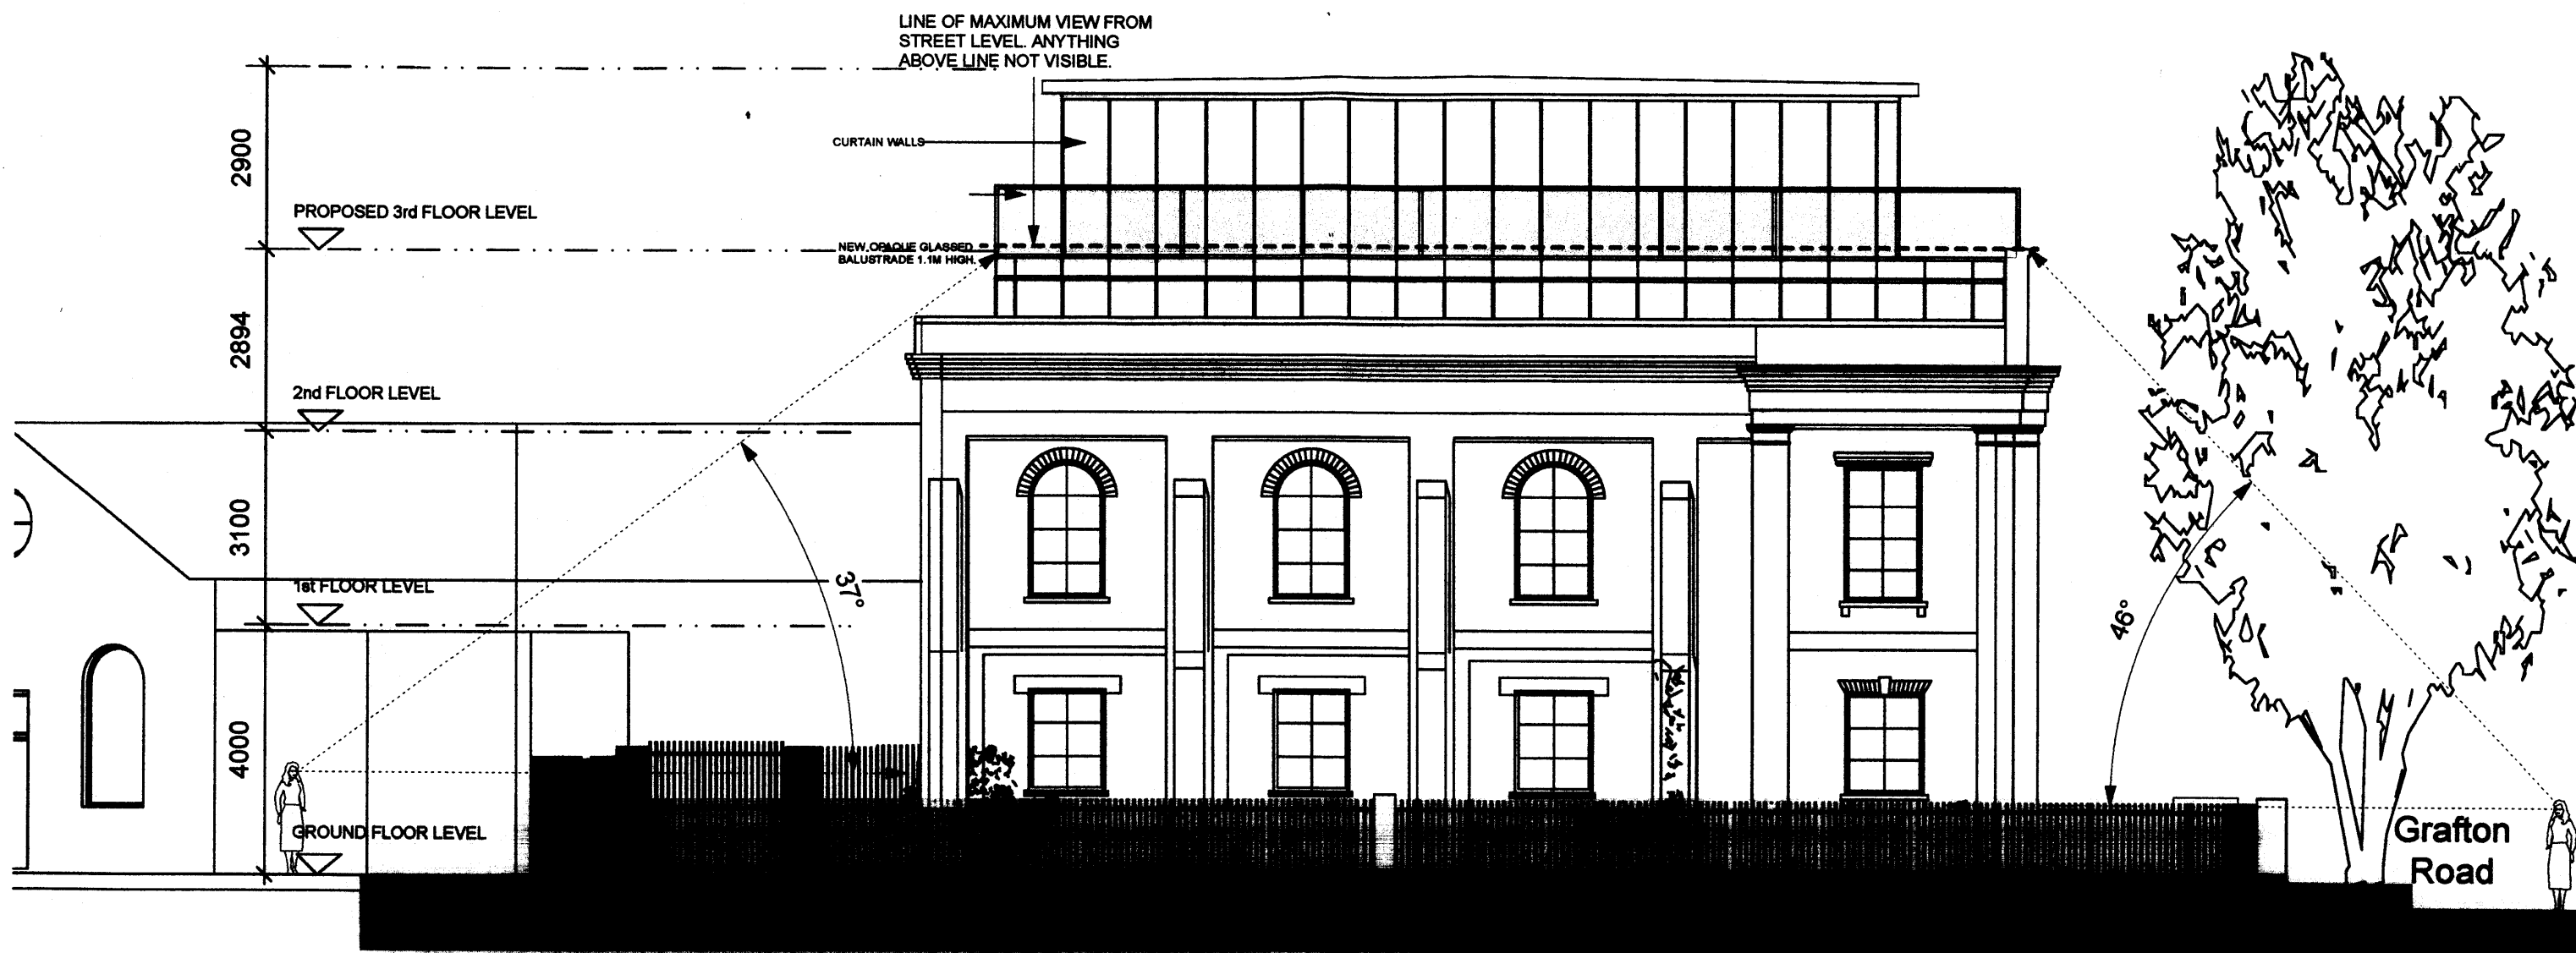 LINE OF MAXIMUM VIEW FROM
STREET LEVEL. ANYTHING
ABOVE LINE NOT VISIBLE.
2900
CURTAIN WALLS
PROPOSED 3rd FLOOR LEVEL
NEW OPAQUE GLASSED
BALUSTRADE 1.1M HIGH.
2894
2nd FLOOR LEVEL
3100
1st FLOOR LEVEL
37°
46°
4000
GROUND FLOOR LEVEL
Grafton
Road